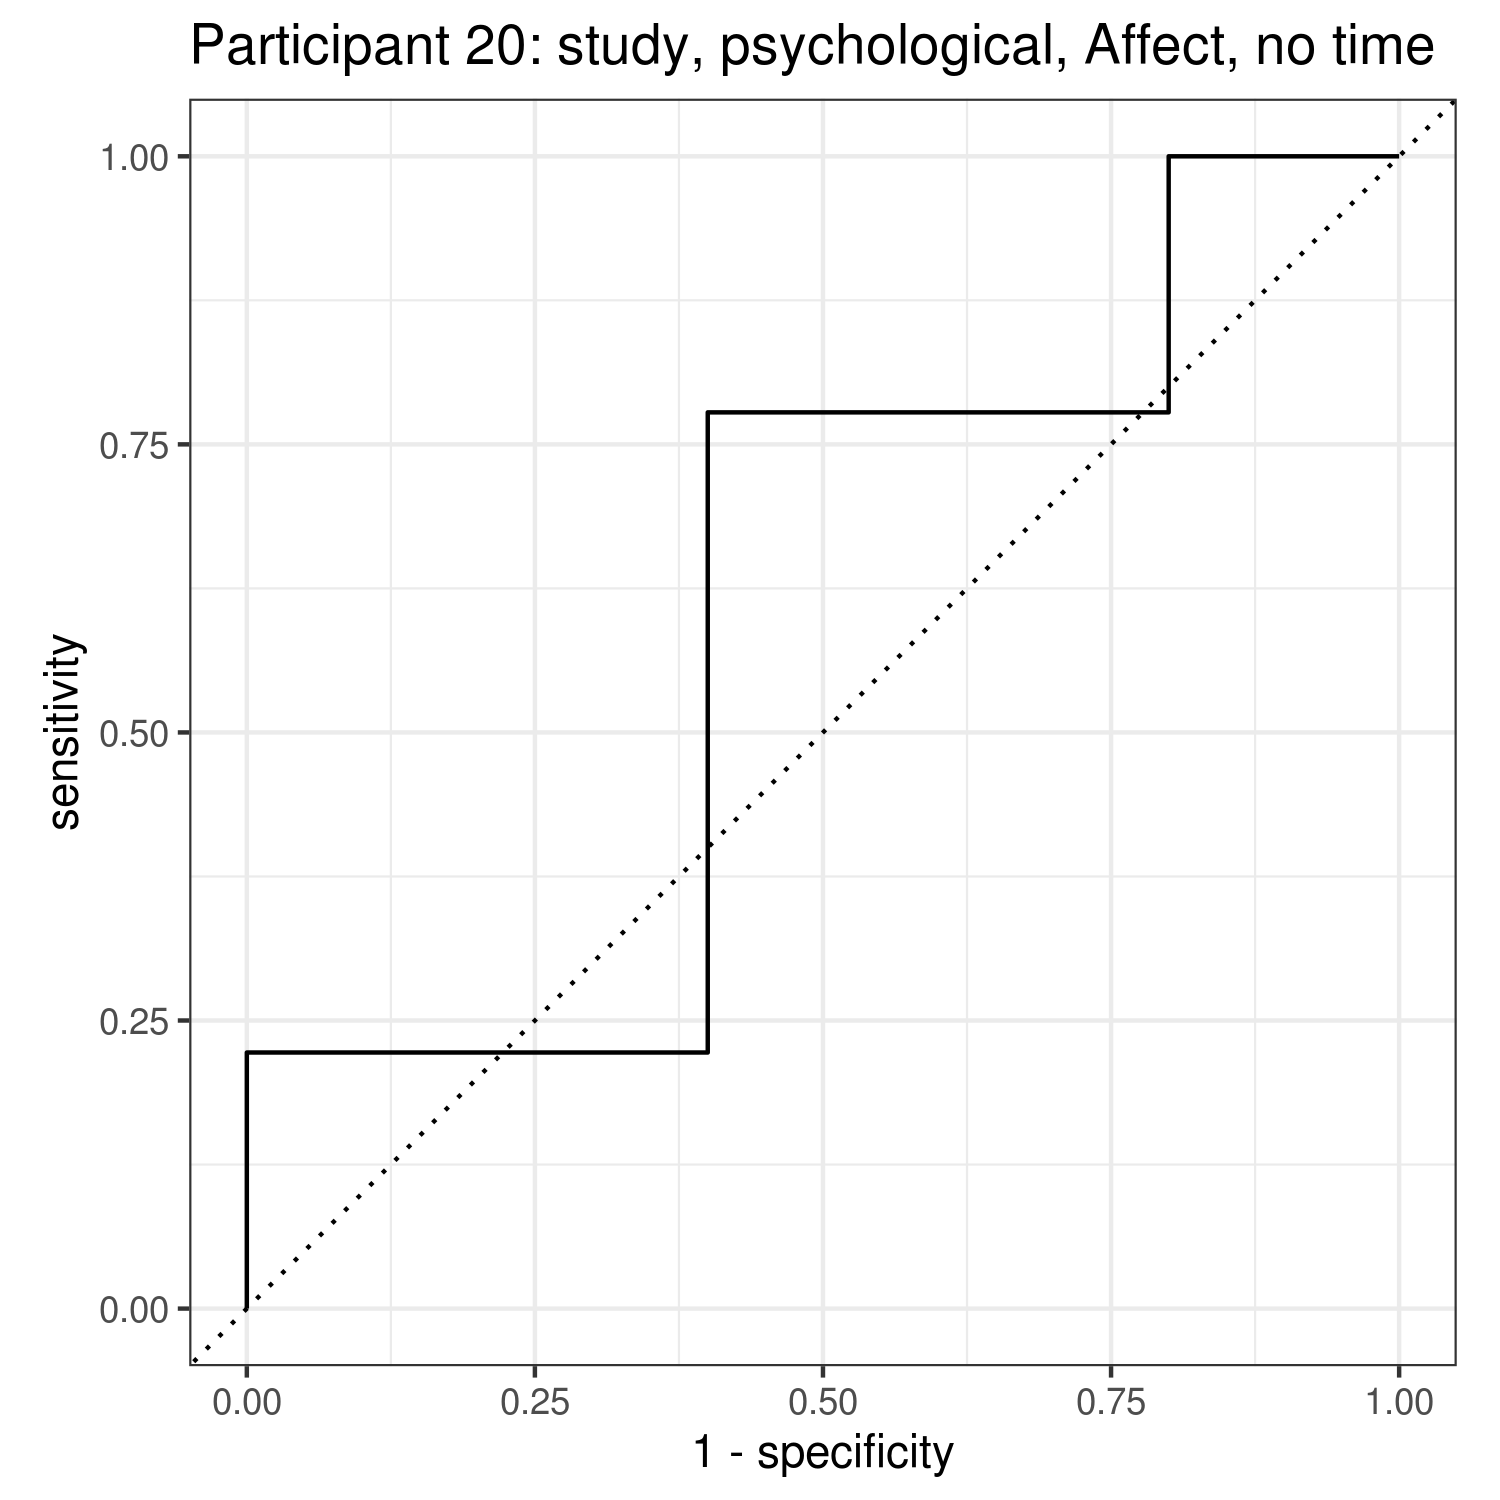 Participant 20: study, psychological, Affect, no time
sensitivity
1.00
0.75
0.50
0.25
0.00
0.00 0.25 0.50 0.75 1.00
1 - specificity